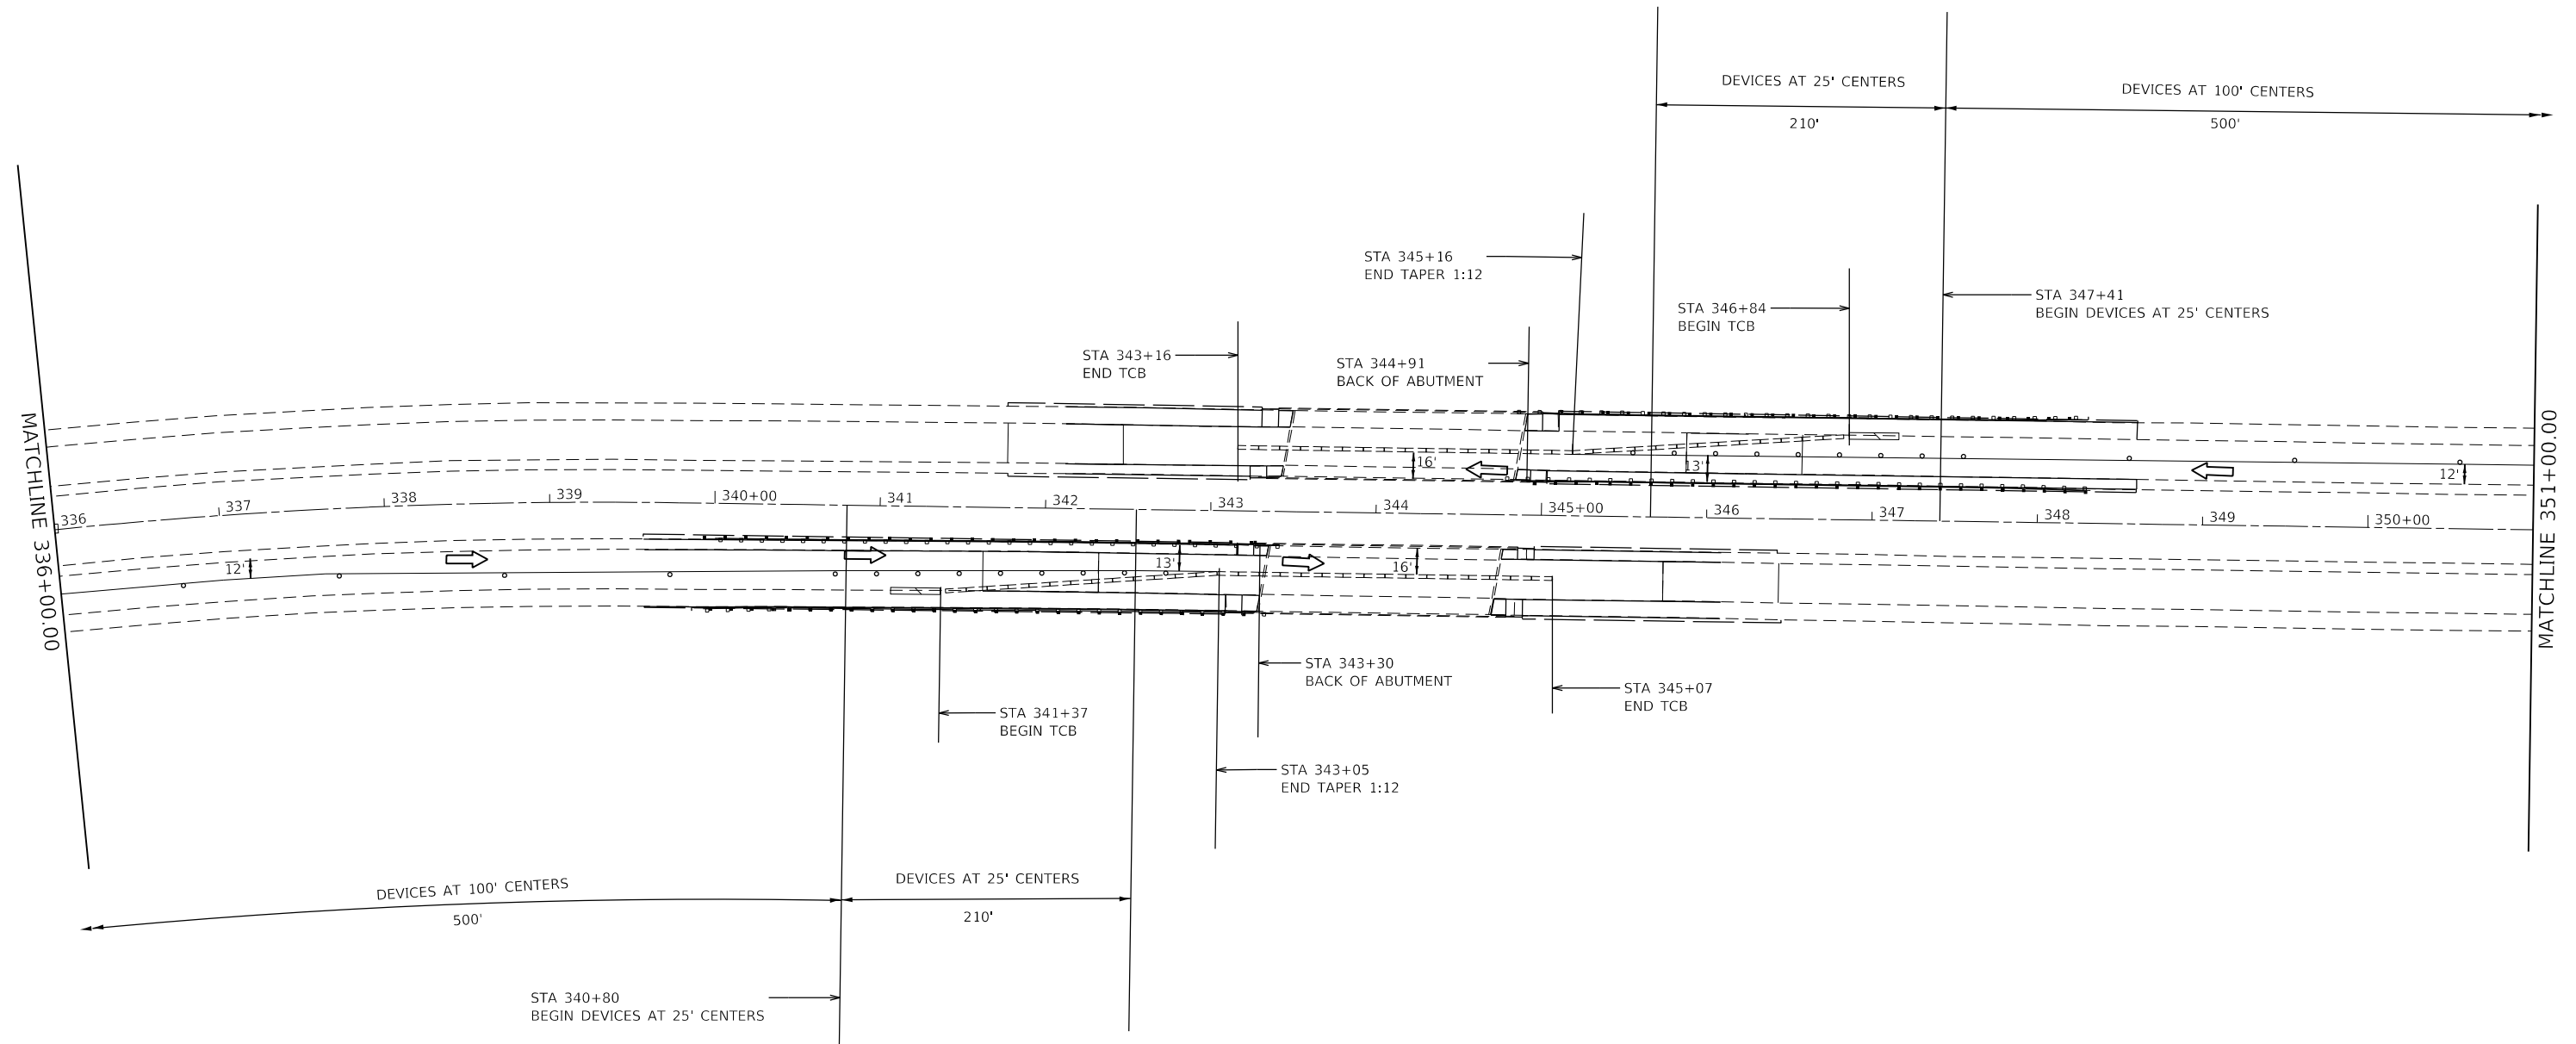 DEVICES AT 25' CENTERS
210'
DEVICES AT 100' CENTERS
500'
STA 345+16
END TAPER 1:12
STA 346+84
BEGIN TCB
STA 347+41
BEGIN DEVICES AT 25' CENTERS
STA 343+16
END TCB
STA 344+91
BACK OF ABUTMENT
MATCHLINE 336+00.00
MATCHLINE 351+00.00
16'
13'
12'
336
337
338
339
340+00
341
342
343
344
345+00
346
347
348
349
350+00
12'
13'
16'
STA 343+30
BACK OF ABUTMENT
STA 345+07
END TCB
STA 341+37
BEGIN TCB
STA 343+05
END TAPER 1:12
DEVICES AT 100' CENTERS
500'
DEVICES AT 25' CENTERS
210'
STA 340+80
BEGIN DEVICES AT 25' CENTERS